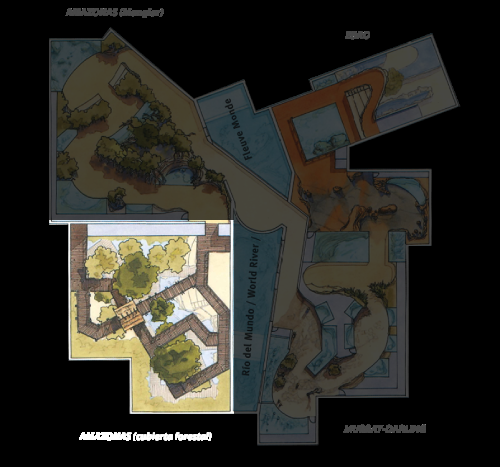 AMAZONAS (Manglar)
EBRO
Fleuve Monde
Río del Mundo / World River /
AMAZONAS (cubierta forestal)
MURRAY-DARLING